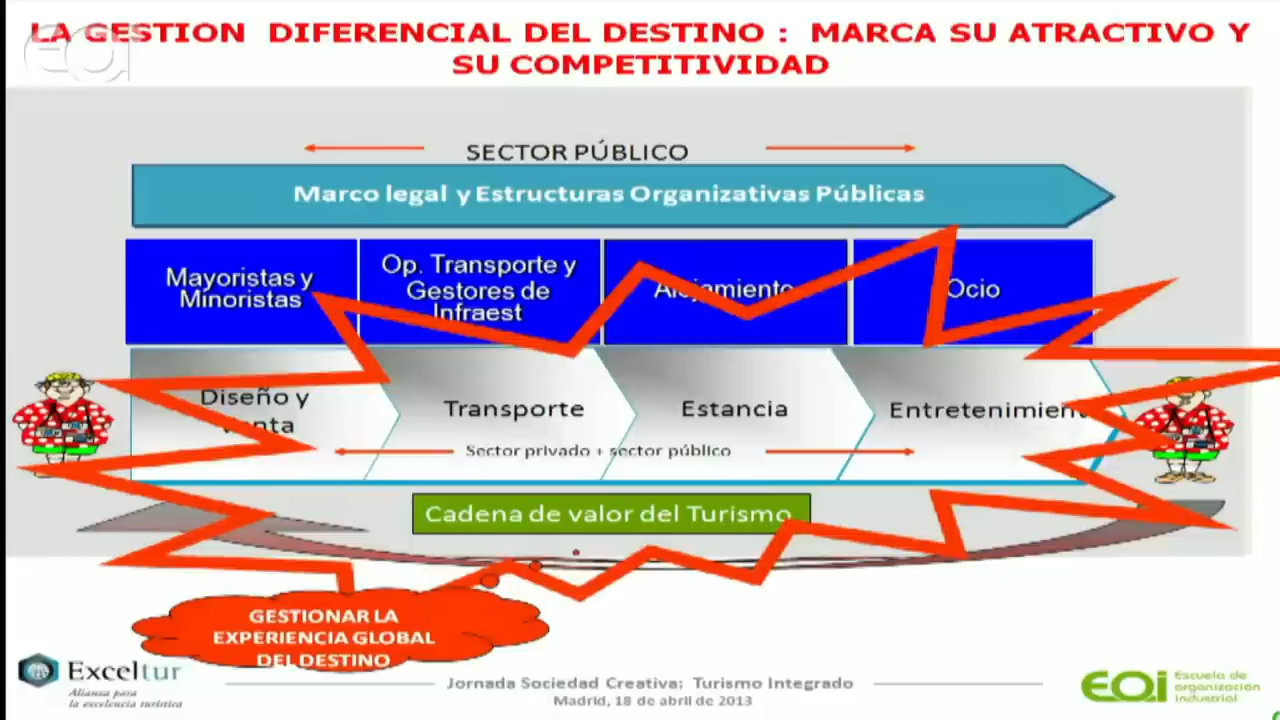 LA GESTION DIFERENCIAL DEL DESTINO : MARCA SU ATRACTIVO Y
SU COMPETITIVIDAD
EOI
SECTOR PÚBLICO
Marco legal y Estructuras Organizativas Públicas
Mayoristas y
Minoristas
Op. Transporte y
Gestores de
Infraest
Alojamiento
Ocio
Diseño y
Venta
Transporte
Estancia
Entretenimient
Sector privado + sector público
Cadena de valor del Turismo
GESTIONAR LA
EXPERIENCIA GLOBAL
DEL DESTINO
Exceltur
Alianza para
la excelencia turística
Jornada Sociedad Creativa: Turismo Integrado
Madrid, 18 de abril de 2013
EOI
Escuela de
organización
industrial